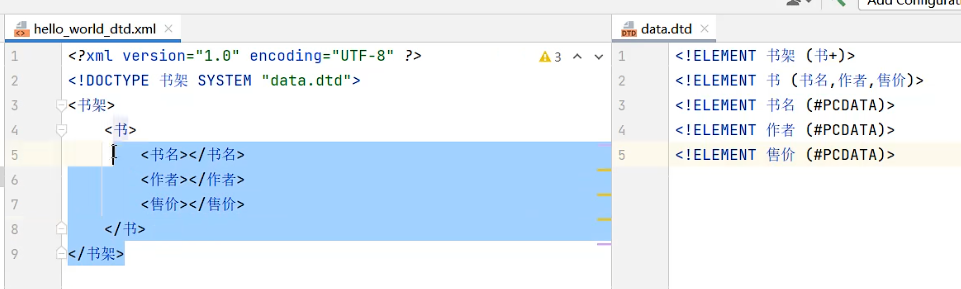 Add Configurat
hello_world_dtd.xml
data.dtd
1 <?xml version="1.0" encoding="UTF-8" ?>
2 <!DOCTYPE 书架 SYSTEM "data.dtd">
3 <书架>
4 <书>
5 <书名></书名>
6 <作者></作者>
7 <售价></售价>
8 </书>
9 </书架>
3
1 <!ELEMENT 书架 (书+)>
2 <!ELEMENT 书 (书名,作者,售价)>
3 <!ELEMENT 书名 (#PCDATA)>
4 <!ELEMENT 作者 (#PCDATA)>
5 <!ELEMENT 售价 (#PCDATA)>